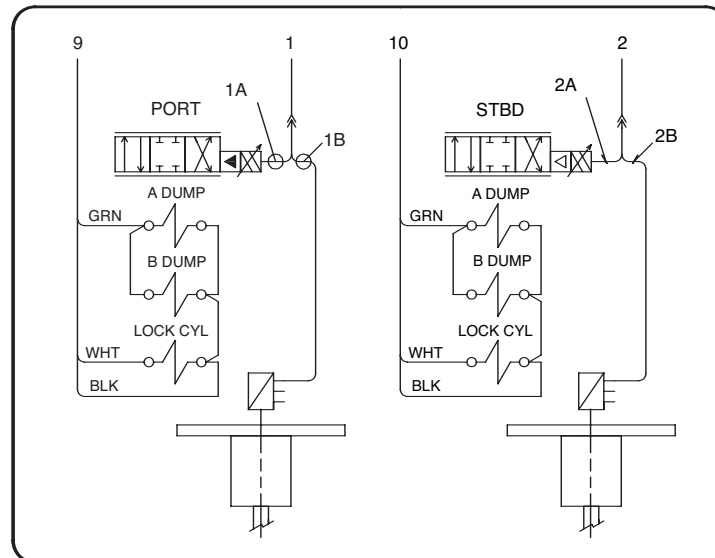 9 1 10 2
1A 2A
PORT STBD
1B 2B
A DUMP A DUMP
GRN GRN
B DUMP B DUMP
LOCK CYL LOCK CYL
WHT WHT
BLK BLK